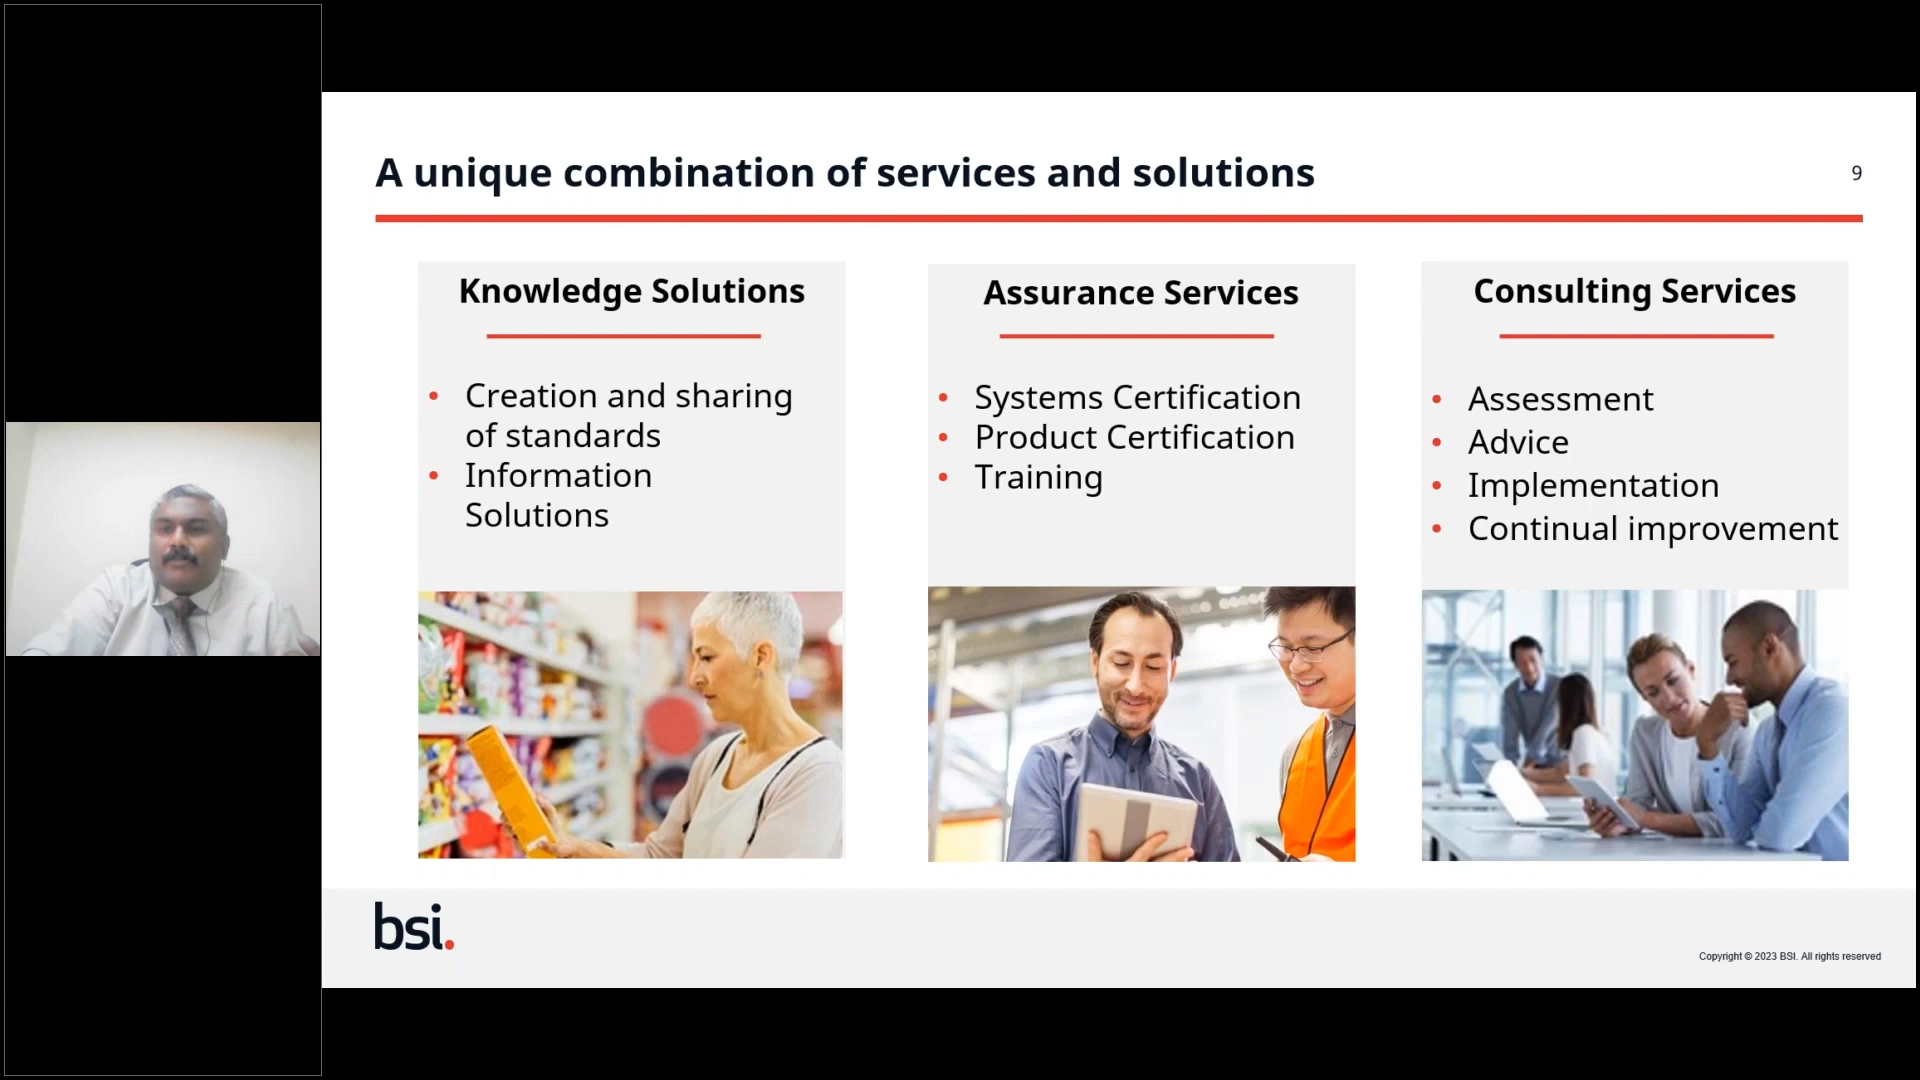 A unique combination of services and solutions
9
Knowledge Solutions
• Creation and sharing
of standards
• Information
Solutions
Assurance Services
• Systems Certification
• Product Certification
• Training
Consulting Services
• Assessment
• Advice
• Implementation
• Continual improvement
bsi.
Copyright © 2023 BSI. All rights reserved